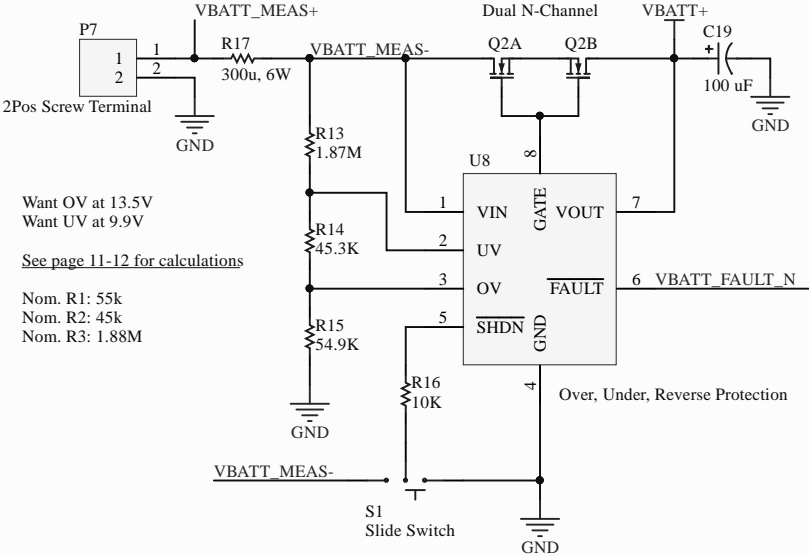 VBATT_MEAS+
Dual N-Channel
VBATT+
P7
1
2
1
2
2Pos Screw Terminal
GND
R17
300u, 6W
VBATT_MEAS-
Q2A
Q2B
C19
+
100 uF
GND
R13
1.87M
8
U8
Want OV at 13.5V
Want UV at 9.9V
See page 11-12 for calculations
Nom. R1: 55k
Nom. R2: 45k
Nom. R3: 1.88M
R14
45.3K
R15
54.9K
GND
1
VIN
GATE
VOUT
7
2
UV
3
OV
FAULT
6
VBATT_FAULT_N
5
SHDN
GND
4
R16
10K
Over, Under, Reverse Protection
VBATT_MEAS-
S1
Slide Switch
GND